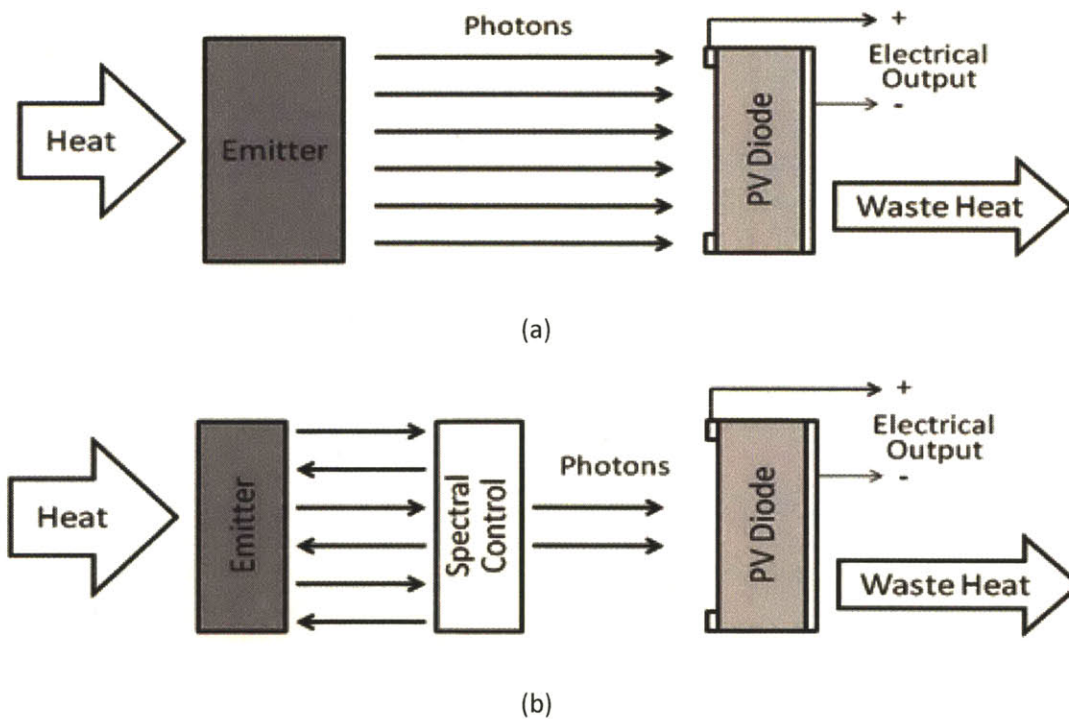 Photons
+
Electrical
Output
-
Heat
Emitter
PV Diode
Waste Heat
(a)
+
Electrical
Output
-
Photons
Heat
Emitter
Spectral
Control
PV Diode
Waste Heat
(b)